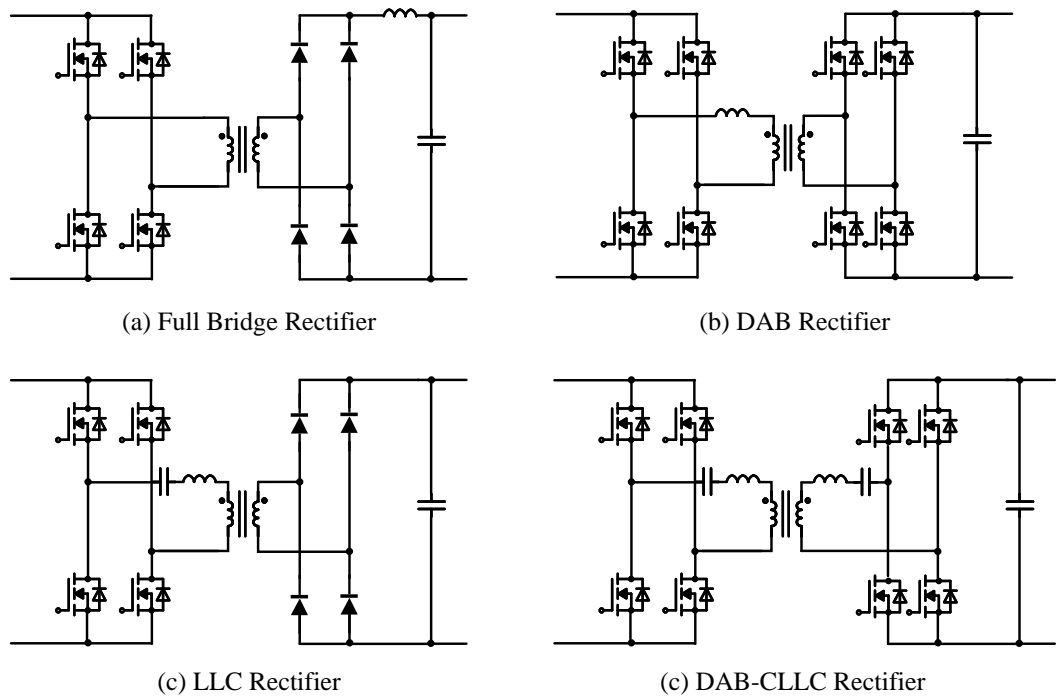 (a) Full Bridge Rectifier
(b) DAB Rectifier
(c) LLC Rectifier
(c) DAB-CLLC Rectifier